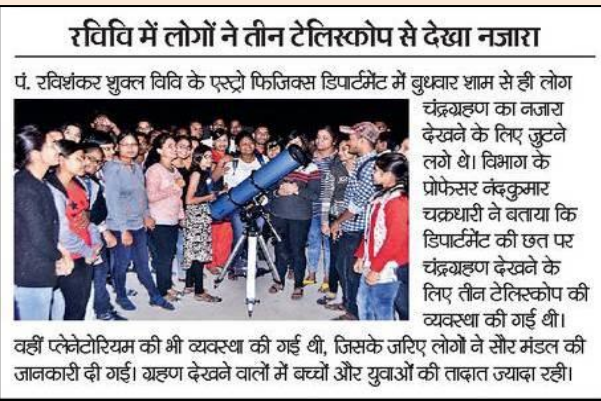 रविवि में लोगों ने तीन टेलिस्कोप से देखा नजारा
पं. रविशंकर शुक्ल विवि के एस्ट्रो फिजिक्स डिपार्टमेंट में बुधवार शाम से ही लोग
चंद्रग्रहण का नजारा
देखने के लिए जुटने
लगे थे। विभाग के
प्रोफेसर नंदकुमार
चक्रधारी ने बताया कि
डिपार्टमेंट की छत पर
चंद्रग्रहण देखने के
लिए तीन टेलिस्कोप की
व्यवस्था की गई थी।
वहीं प्लेनेटोरियम की भी व्यवस्था की गई थी, जिसके जरिए लोगों ने सौर मंडल की
जानकारी दी गई। ग्रहण देखने वालों में बच्चों और युवाओं की तादात ज्यादा रही।